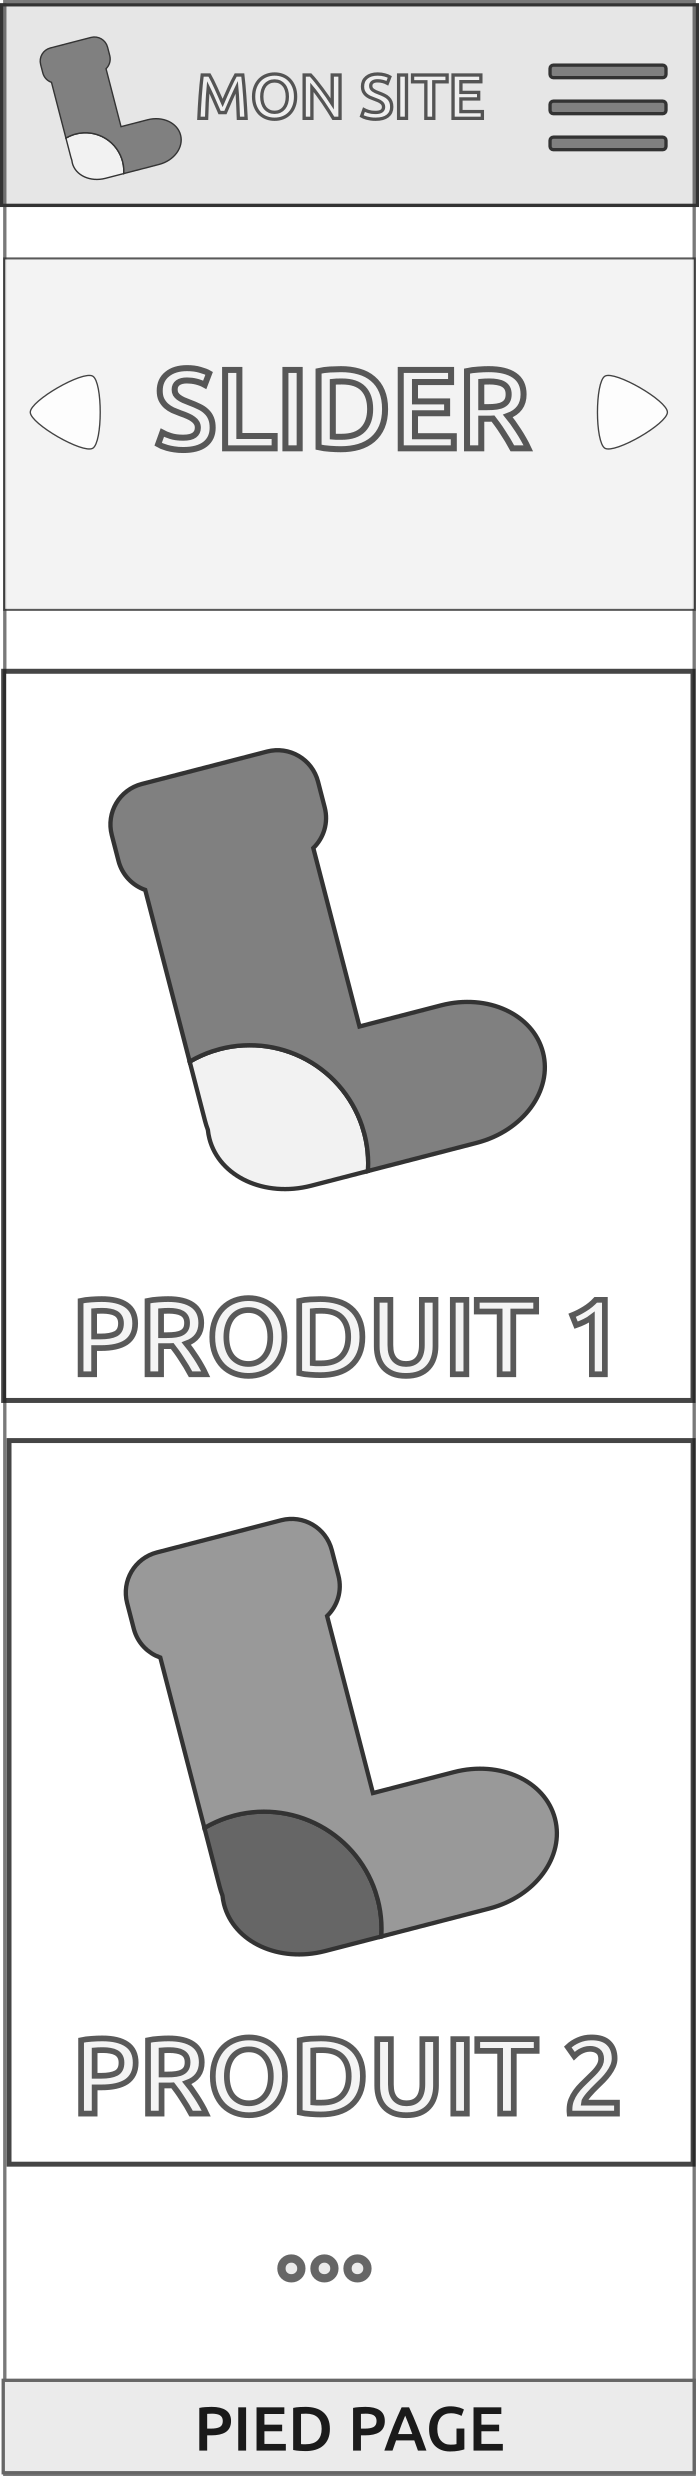 MON SITE
SLIDER
PRODUIT 1
PRODUIT 2
PIED PAGE